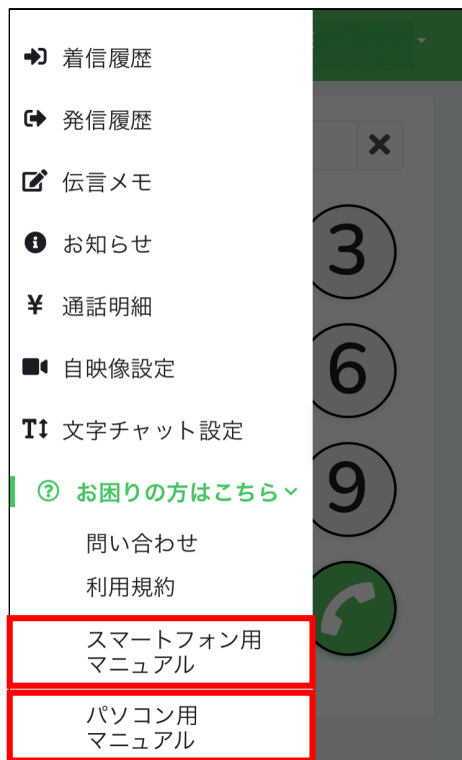 着信履歴
発信履歴
伝言メモ
お知らせ
¥ 通話明細
自映像設定
T 文字チャット設定
お困りの方はこちら
問い合わせ
利用規約
スマートフォン用
マニュアル
パソコン用
マニュアル
3
6
9